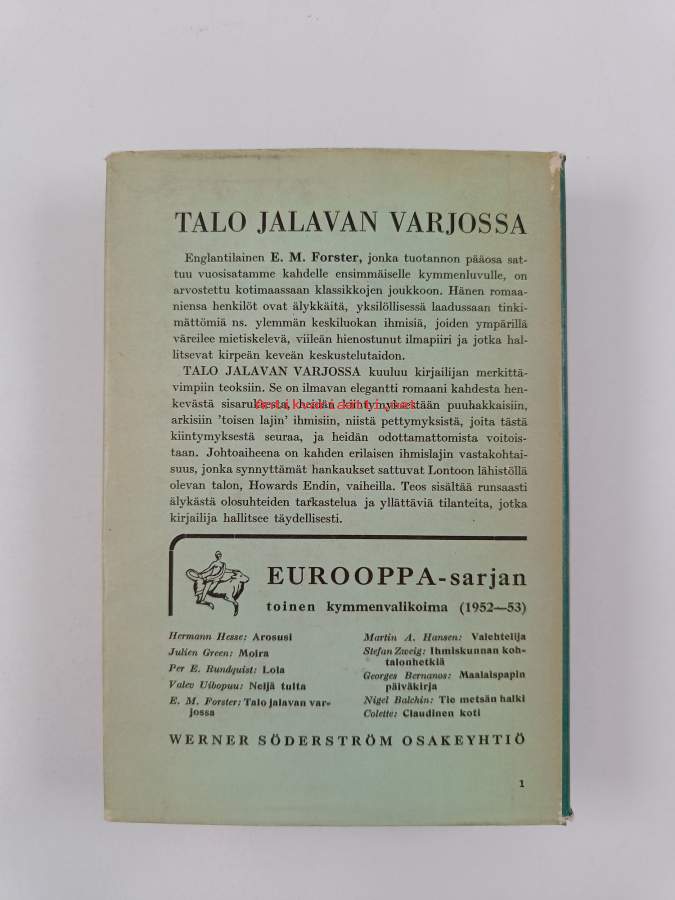 TALO JALAVAN VARJOSSA
Englantilainen E. M. Forster, jonka tuotannon pääosa sat-
tuu vuosisatamme kahdelle ensimmäiselle kymmenluvulle, on
arvostettu kotimaassaan klassikkojen joukkoon. Hänen romaa-
niensa henkilöt ovat älykkäitä, yksilöllisessä laadussaan tinki-
mättömiä ns. ylemmän keskiluokan ihmisiä, joiden ympärillä
väreilee mietiskelevä, viileän hienostunut ilmapiiri ja jotka hal-
litsevat kirpeän keveän keskustelutaidon.
TALO JALAVAN VARJOSSA kuuluu kirjailijan merkittä-
vimpiin teoksiin. Se on ilmavan elegantti romaani kahdesta hen-
kevästä sisaruksesta, heidän kiintymyksestään puuhakkaisiin,
antikvariaatti.net
arkisiin 'toisen lajin' ihmisiin, niistä pettymyksistä, joita tästä
kiintymyksestä seuraa, ja heidän odottamattomista voitois-
taan. Johtoaiheena on kahden erilaisen ihmislajin vastakohtai-
suus, jonka synnyttämät hankaukset sattuvat Lontoon lähistöllä
olevan talon, Howards Endin, vaiheilla. Teos sisältää runsaasti
älykästä olosuhteiden tarkastelua ja yllättäviä tilanteita, jotka
kirjailija hallitsee täydellisesti.
EUROOPPA-sarjan
toinen kymmenvalikoima (1952—53)
Hermann Hesse: Arosusi
Julien Green: Moira
Per E. Rundquist: Lola
Valev Uibopuu: Neljä tulta
E. M. Forster: Talo jalavan var-
jossa
Martin A. Hansen: Valehtelija
Stefan Zweig: Ihmiskunnan koh-
talonhetkiä
Georges Bernanos: Maalaispapin
päiväkirja
Nigel Balchin: Tie metsän halki
Colette: Claudinen koti
WERNER SÖDERSTRÖM OSAKEYHTIÖ
1